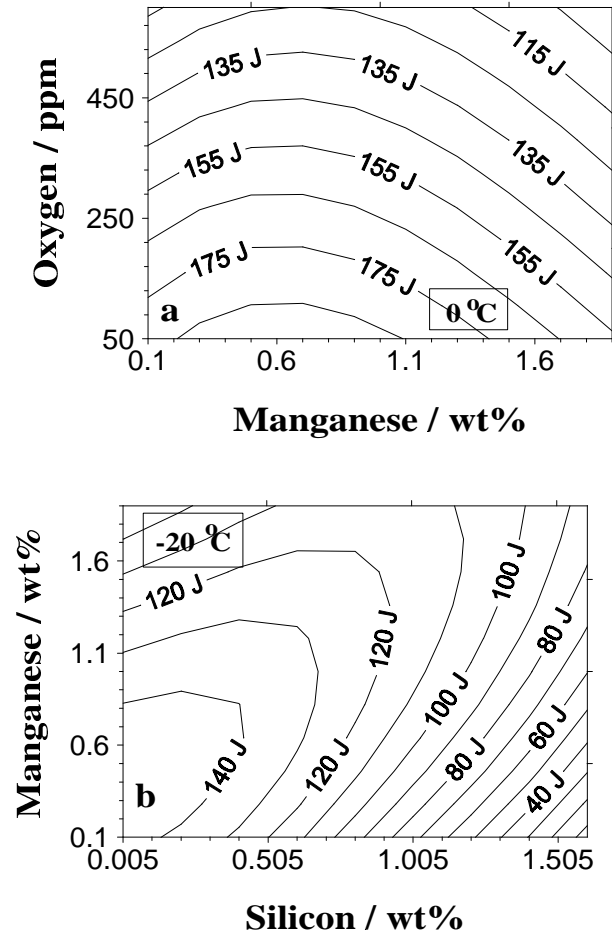 115 J
135 J
135 J
450
135 J
Oxygen / ppm
155 J
155 J
250
155 J
175 J
175 J
a
0 °C
50
0.1
0.6
1.1
1.6
Manganese / wt%
-20 °C
1.6
120 J
100 J
Manganese / wt%
80 J
120 J
1.1
100 J
60 J
0.6
140 J
120 J
80 J
40 J
b
0.1
0.005
0.505
1.005
1.505
Silicon / wt%